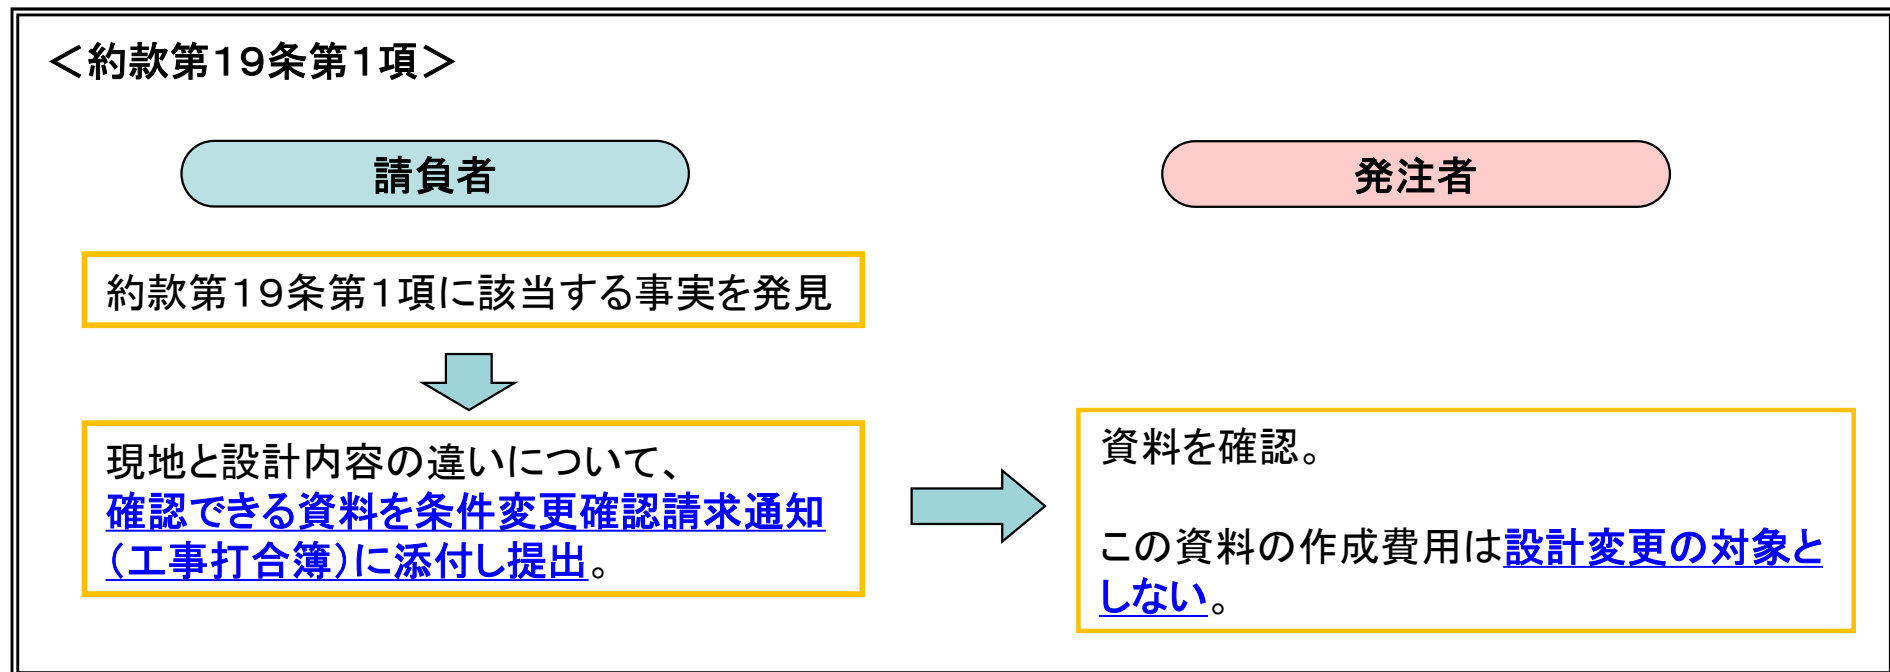 ＜約款第１９条第１項＞
請負者
発注者
約款第１９条第１項に該当する事実を発見
現地と設計内容の違いについて、
確認できる資料を条件変更確認請求通知
（工事打合簿）に添付し提出。
資料を確認。
この資料の作成費用は設計変更の対象と
しない。